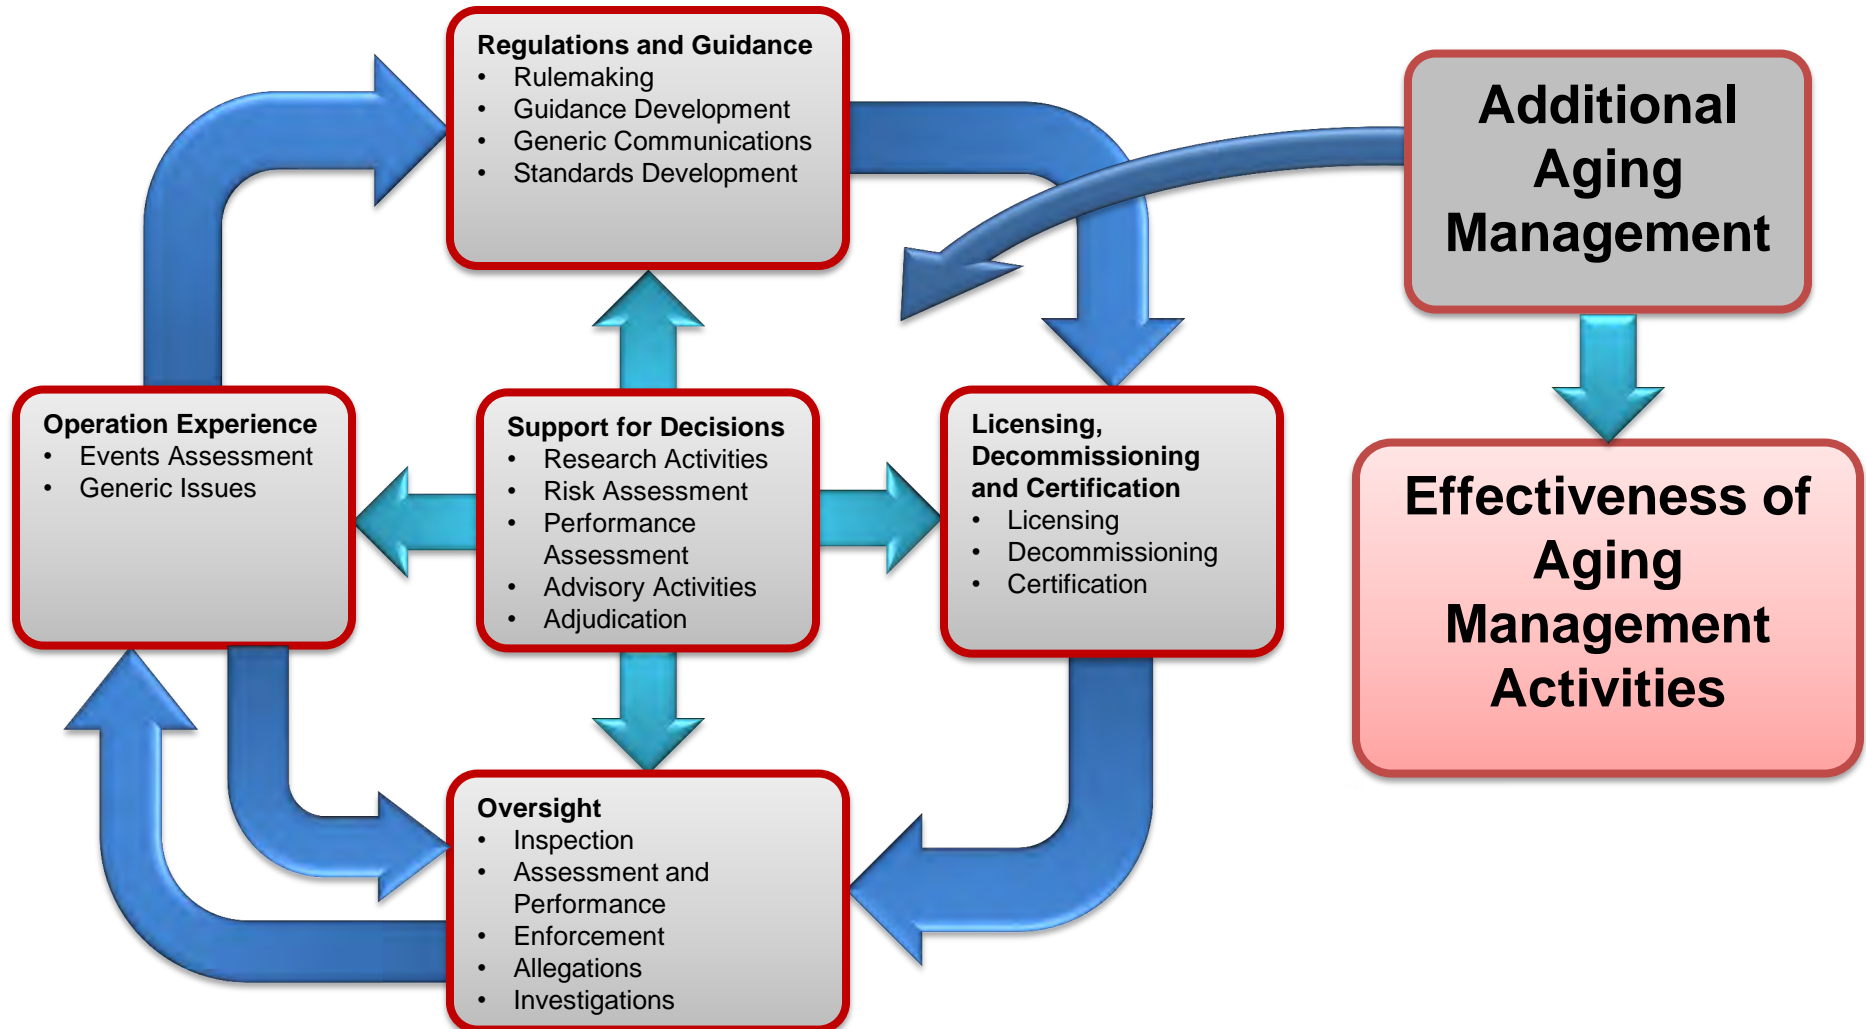 Regulations and Guidance
• Rulemaking
• Guidance Development
• Generic Communications
• Standards Development
Additional
Aging
Management
Operation Experience
• Events Assessment
• Generic Issues
Support for Decisions
• Research Activities
• Risk Assessment
• Performance
Assessment
• Advisory Activities
• Adjudication
Licensing,
Decommissioning
and Certification
• Licensing
• Decommissioning
• Certification
Effectiveness of
Aging
Management
Activities
Oversight
• Inspection
• Assessment and
Performance
• Enforcement
• Allegations
• Investigations